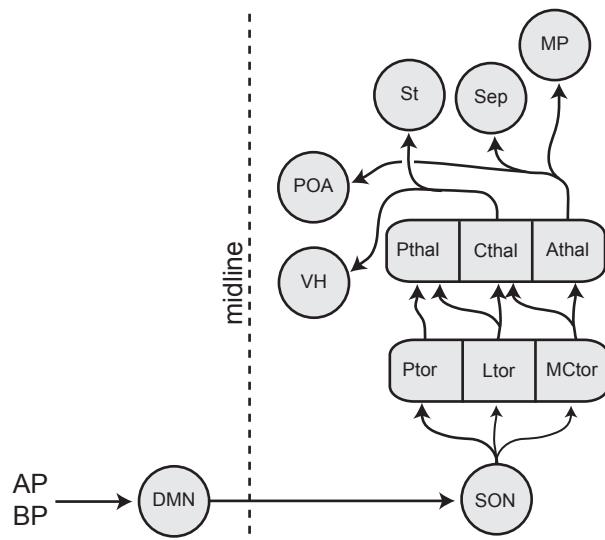 MP
St
Sep
POA
Pthal Cthal Athal
VH
midline
Ptor Ltor MCtor
AP
BP
DMN
SON